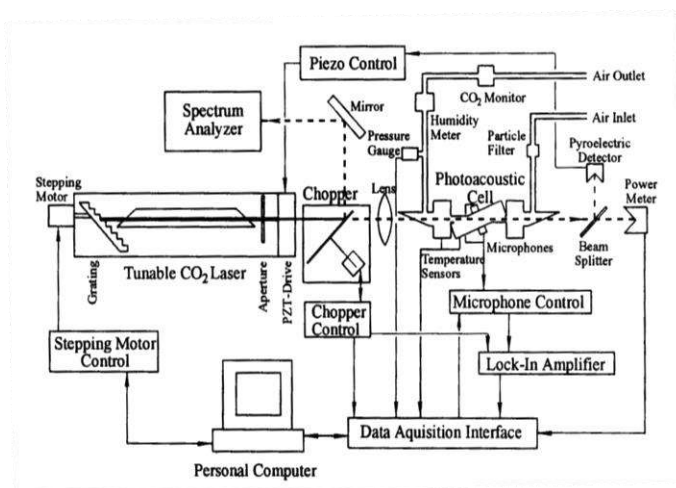 Piezo Control
Air Outlet
CO2 Monitor
Mirror
Spectrum
Analyzer
Humidity
Meter
Air Inlet
Pressure
Gauge
Particle
Filter
Pyroelectric
Detector
Stepping
Motor
Chopper
Lens
Photoacoustic
Cell
Power
Meter
Microphones
Beam
Splitter
Temperature
Sensors
Grating
Tunable CO2 Laser
Aperture
PZT-Drive
Microphone Control
Chopper
Control
Stepping Motor
Control
Lock-In Amplifier
Data Aquisition Interface
Personal Computer